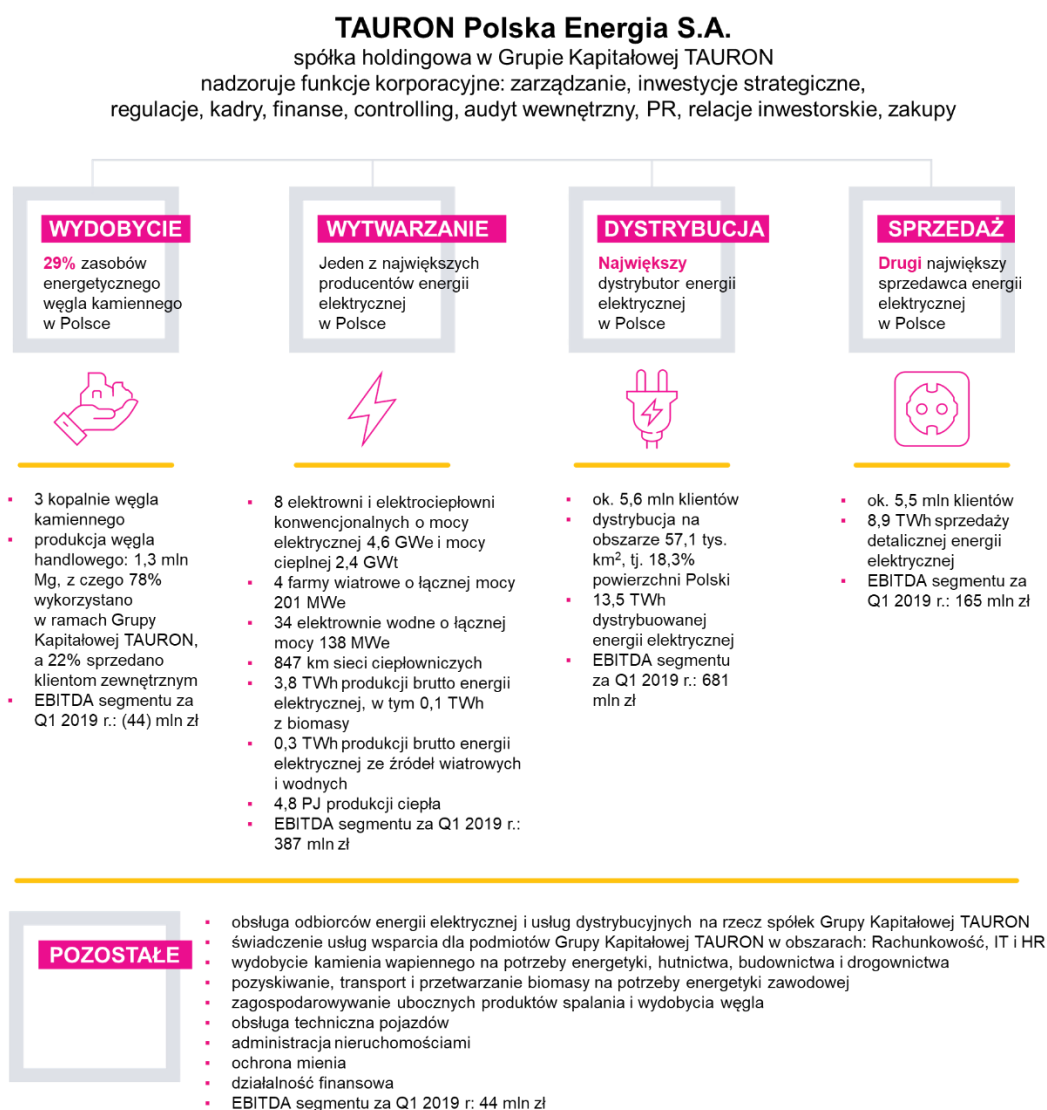 TAURON Polska Energia S.A.
spółka holdingowa w Grupie Kapitałowej TAURON
nadzoruje funkcje korporacyjne: zarządzanie, inwestycje strategiczne,
regulacje, kadry, finanse, controlling, audyt wewnętrzny, PR, relacje inwestorskie, zakupy
WYDOBYCIE
29% zasobów
energetycznego
węgla kamiennego
w Polsce
▪ 3 kopalnie węgla
kamiennego
▪ produkcja węgla
handlowego: 1,3 mln
Mg, z czego 78%
wykorzystano
w ramach Grupy
Kapitałowej TAURON,
a 22% sprzedano
klientom zewnętrznym
▪ EBITDA segmentu za
Q1 2019 r.: (44) mln zł
WYTWARZANIE
Jeden z największych
producentów energii
elektrycznej
w Polsce
▪ 8 elektrowni i elektrociepłowni
konwencjonalnych o mocy
elektrycznej 4,6 GWe i mocy
cieplnej 2,4 GWt
▪ 4 farmy wiatrowe o łącznej mocy
201 MWe
▪ 34 elektrownie wodne o łącznej
mocy 138 MWe
▪ 847 km sieci ciepłowniczych
▪ 3,8 TWh produkcji brutto energii
elektrycznej, w tym 0,1 TWh
z biomasy
▪ 0,3 TWh produkcji brutto energii
elektrycznej ze źródeł wiatrowych
i wodnych
▪ 4,8 PJ produkcji ciepła
▪ EBITDA segmentu za Q1 2019 r.:
387 mln zł
DYSTRYBUCJA
Największy
dystrybutor energii
elektrycznej
w Polsce
▪ ok. 5,6 mln klientów
▪ dystrybucja na
obszarze 57,1 tys.
km², tj. 18,3%
powierzchni Polski
▪ 13,5 TWh
dystrybuowanej
energii elektrycznej
▪ EBITDA segmentu
za Q1 2019 r.: 681
mln zł
SPRZEDAŻ
Drugi największy
sprzedawca energii
elektrycznej
w Polsce
▪ ok. 5,5 mln klientów
▪ 8,9 TWh sprzedaży
detalicznej energii
elektrycznej
▪ EBITDA segmentu za
Q1 2019 r.: 165 mln zł
POZOSTAŁE
▪ obsługa odbiorców energii elektrycznej i usług dystrybucyjnych na rzecz spółek Grupy Kapitałowej TAURON
▪ świadczenie usług wsparcia dla podmiotów Grupy Kapitałowej TAURON w obszarach: Rachunkowość, IT i HR
▪ wydobycie kamienia wapiennego na potrzeby energetyki, hutnictwa, budownictwa i drogownictwa
▪ pozyskiwanie, transport i przetwarzanie biomasy na potrzeby energetyki zawodowej
▪ zagospodarowywanie ubocznych produktów spalania i wydobycia węgla
▪ obsługa techniczna pojazdów
▪ administracja nieruchomościami
▪ ochrona mienia
▪ działalność finansowa
▪ EBITDA segmentu za Q1 2019 r: 44 mln zł